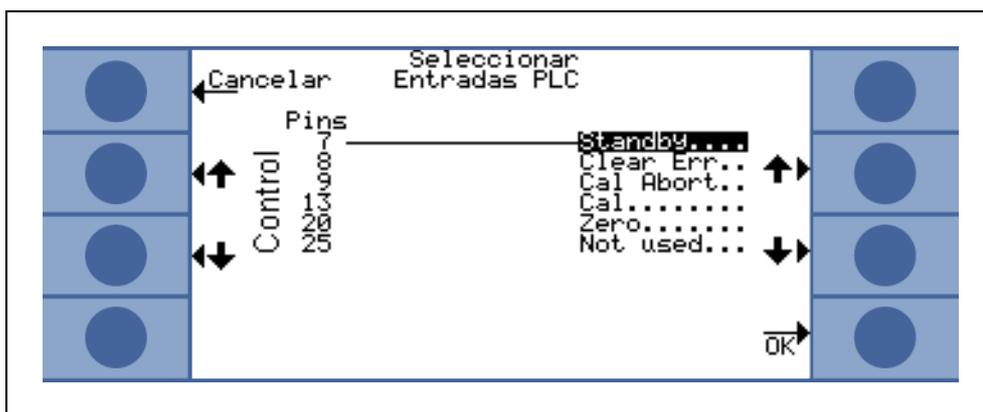 Seleccionar
Cancelar Entradas PLC
Pins
Control
7 Standby....
8 Clear Err..
9 Cal Abort..
13 Cal........
20 Zero.......
25 Not used...
OK